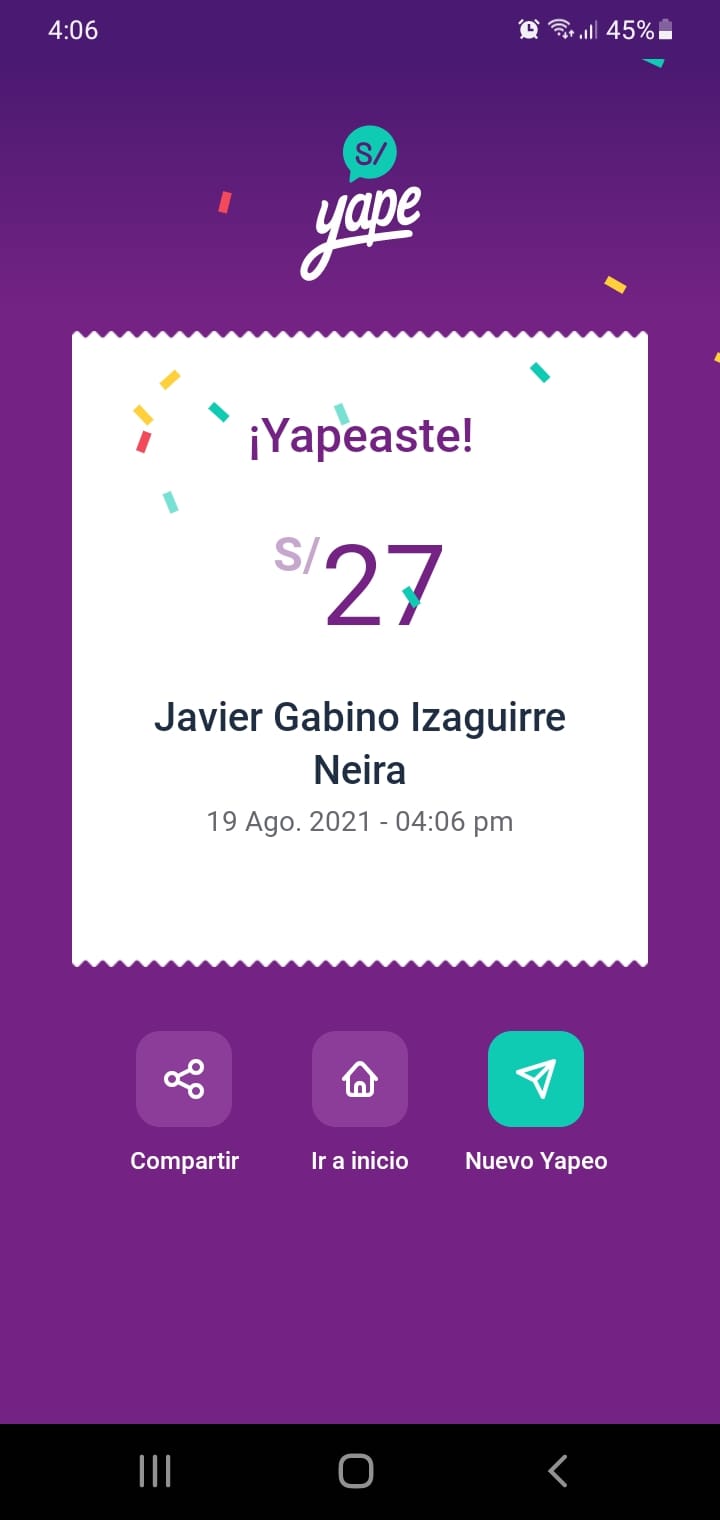 4:06
45%
S/
yape
¡Yapeaste!
S/27
Javier Gabino Izaguirre
Neira
19 Ago. 2021 - 04:06 pm
Compartir
Ir a inicio
Nuevo Yapeo